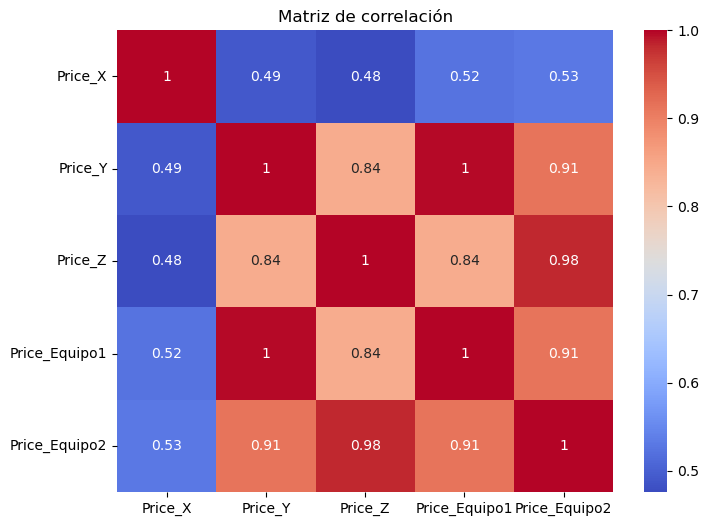 Matriz de correlación
Price_X 1 0.49 0.48 0.52 0.53
Price_Y 0.49 1 0.84 1 0.91
Price_Z 0.48 0.84 1 0.84 0.98
Price_Equipo1 0.52 1 0.84 1 0.91
Price_Equipo2 0.53 0.91 0.98 0.91 1
Price_X Price_Y Price_Z Price_Equipo1 Price_Equipo2
1.0
0.9
0.8
0.7
0.6
0.5